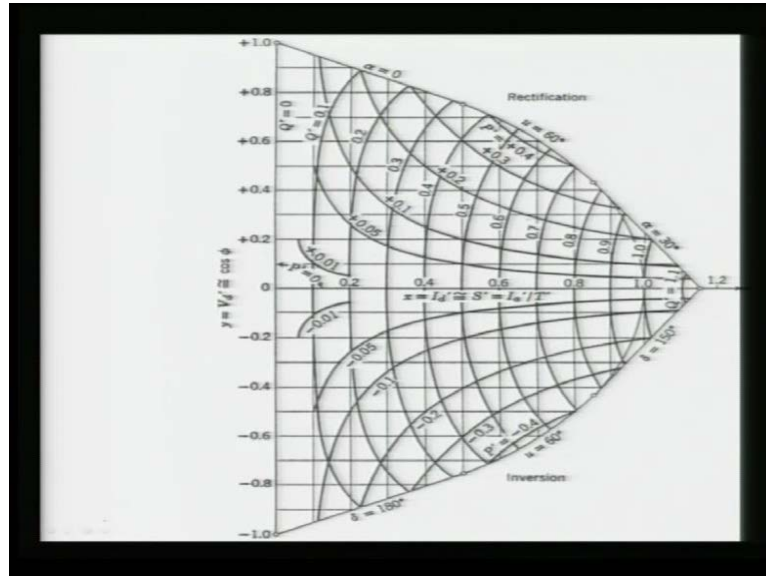 +1.0
α = 0
Rectification
+0.8
Q' = 0
Q' = 0.1
0.2
P' = +0.4
u = 60°
+0.6
0.3
+0.3
+0.4
0.4
+0.2
0.5
+0.1
0.6
0.7
0.8
0.9
1.0
α = 30°
+0.05
+0.2
+0.01
P' = 0
0
0.2
0.4
0.6
0.8
1.0
Q' = 1.1
1.2
x = I_d' ≅ S' = I_a'/T'
y = V_d' ≅ cos ϕ
-0.01
-0.2
-0.05
δ = 150°
-0.1
-0.4
-0.2
-0.3
P' = -0.4
u = 60°
-0.6
Inversion
-0.8
δ = 180°
-1.0